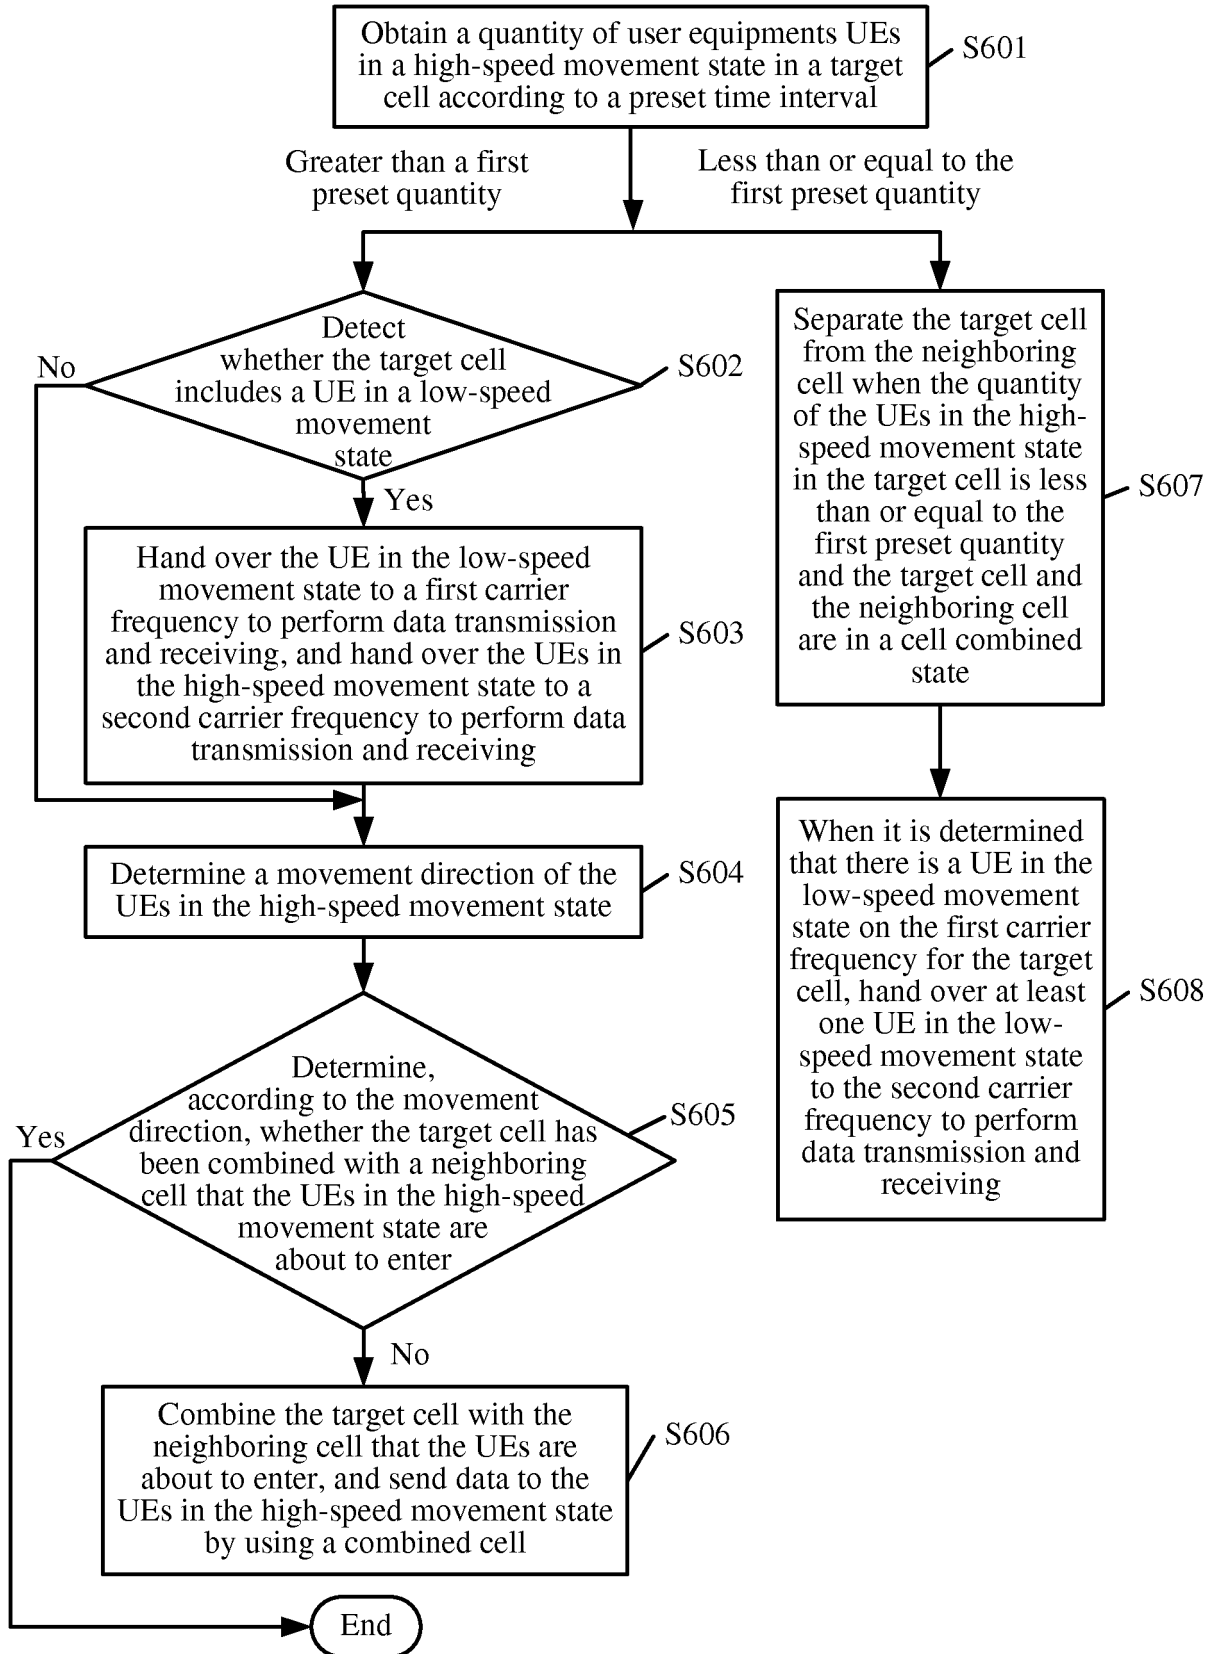 Obtain a quantity of user equipments UEs
in a high-speed movement state in a target
cell according to a preset time interval
S601
Greater than a first
preset quantity
Less than or equal to the
first preset quantity
Detect
whether the target cell
includes a UE in a low-speed
movement
state
S602
No
Yes
Hand over the UE in the low-speed
movement state to a first carrier
frequency to perform data transmission
and receiving, and hand over the UEs in
the high-speed movement state to a
second carrier frequency to perform data
transmission and receiving
S603
Determine a movement direction of the
UEs in the high-speed movement state
S604
Determine,
according to the movement
direction, whether the target cell has
been combined with a neighboring
cell that the UEs in the high-speed
movement state are
about to enter
S605
Yes
No
Combine the target cell with the
neighboring cell that the UEs are
about to enter, and send data to the
UEs in the high-speed movement state
by using a combined cell
S606
End
Separate the target cell
from the neighboring
cell when the quantity
of the UEs in the high-
speed movement state
in the target cell is less
than or equal to the
first preset quantity
and the target cell and
the neighboring cell
are in a cell combined
state
S607
When it is determined
that there is a UE in the
low-speed movement
state on the first carrier
frequency for the target
cell, hand over at least
one UE in the low-
speed movement state
to the second carrier
frequency to perform
data transmission and
receiving
S608